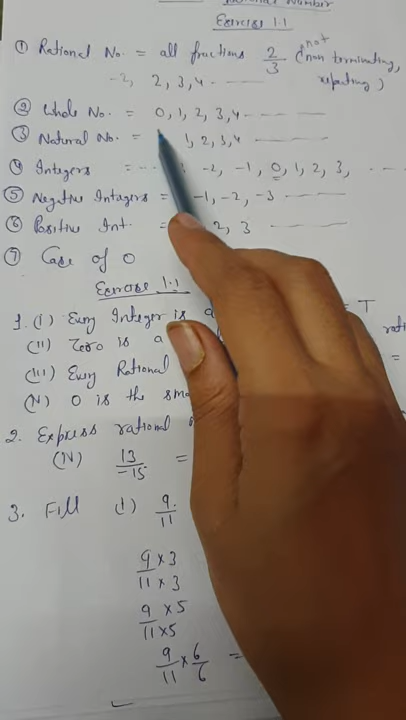 Number
Exercise 1.1
① Rational No. = all fractions 2/3 (not non terminating,
-2, 2, 3, 4 - - - repeating)
② Whole No. = 0, 1, 2, 3, 4 - - - -
③ Natural No. = 1, 2, 3, 4 - - - -
④ Integers = - - -2, -1, 0, 1, 2, 3, - - -
⑤ Negative Integers = -1, -2, -3 - - - -
⑥ Positive Int. = 2, 3 - - - -
⑦ Case of 0
Exercise 1.1
1. (I) Every Integer is a = T
(II) Zero is a
(III) Every Rational =
(IV) 0 is the
2. Express rational
(IV) 13/-15 =
3. Fill (I) 9/11
9 × 3 / 11 × 3
9 × 5 / 11 × 5
9/11 × 6/6 =